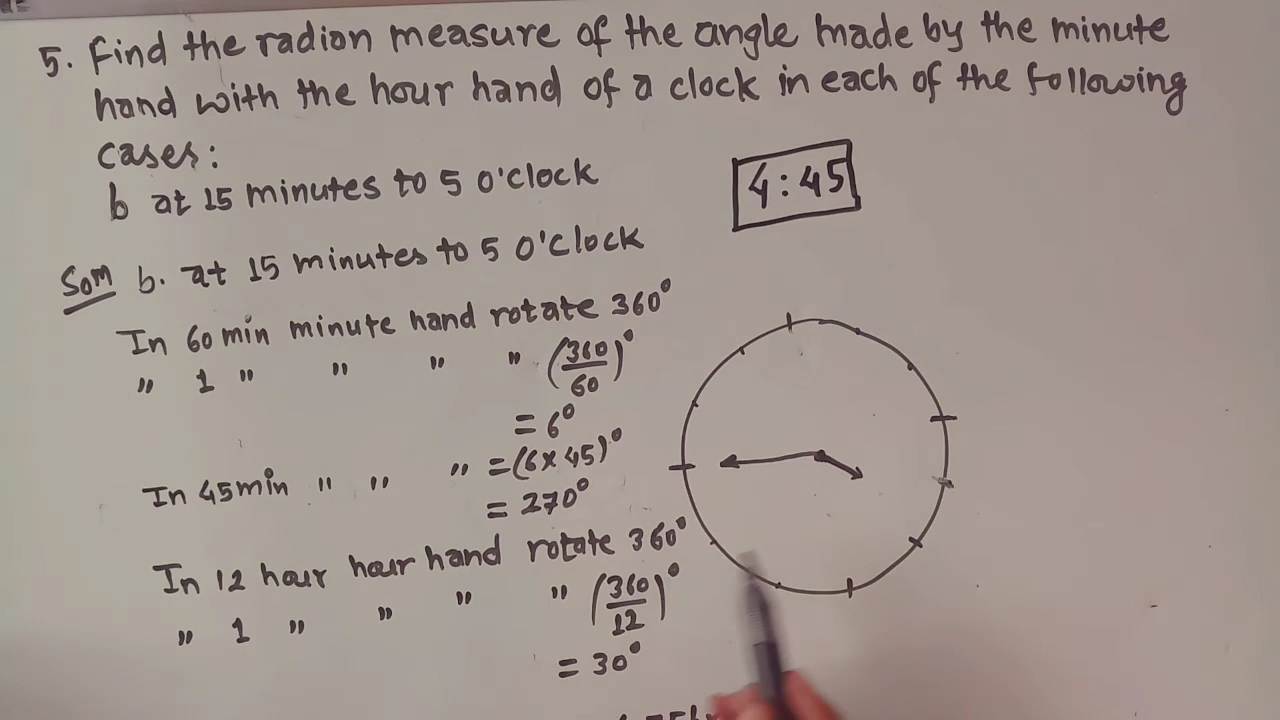 5. Find the radian measure of the angle made by the minute
hand with the hour hand of a clock in each of the following
cases:
b at 15 minutes to 5 o'clock
4:45
Som b. at 15 minutes to 5 o'clock
In 60 min minute hand rotate 360°
" 1 " " " " (360/60)°
= 6°
In 45min " " " = (6×45)°
= 270°
In 12 hour hour hand rotate 360°
" 1 " " " " (360/12)°
= 30°